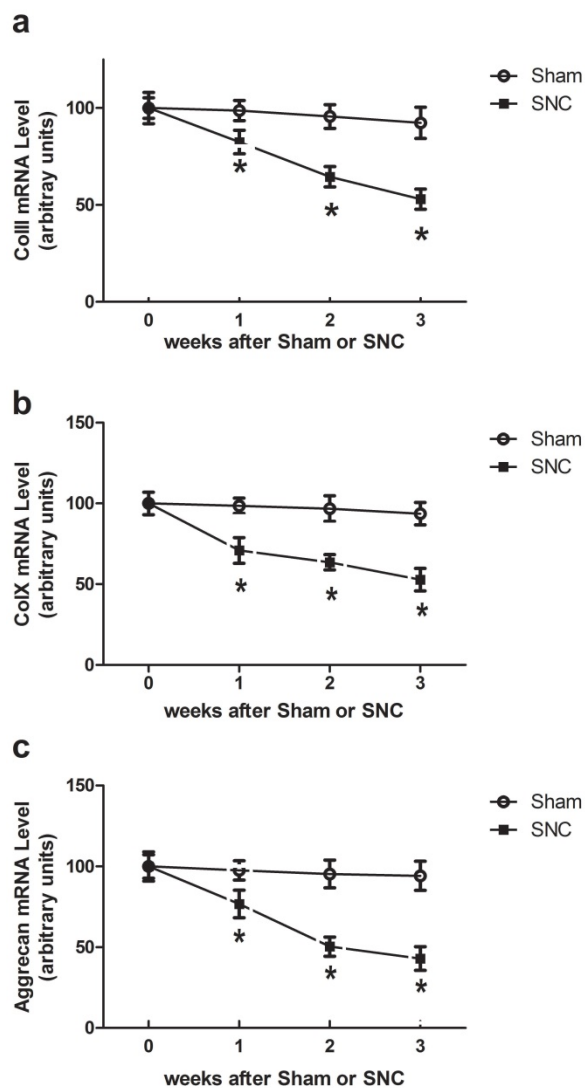 a
ColII mRNA Level
(arbitray units)
100
50
0
Sham
SNC
* * *
0 1 2 3
weeks after Sham or SNC
b
ColX mRNA Level
(arbitrary units)
150
100
50
0
Sham
SNC
* * *
0 1 2 3
weeks after Sham or SNC
c
Aggrecan mRNA Level
(arbitrary units)
150
100
50
0
Sham
SNC
* * *
0 1 2 3
weeks after Sham or SNC